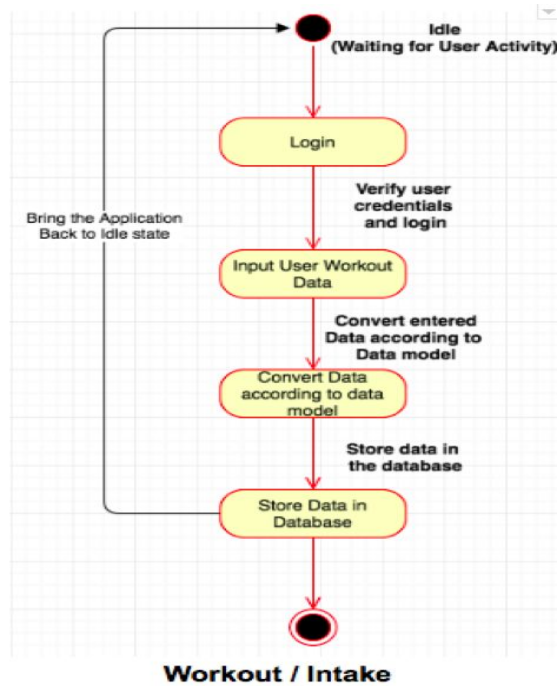 Idle
(Waiting for User Activity)
Login
Verify user
credentials
and login
Bring the Application
Back to Idle state
Input User Workout
Data
Convert entered
Data according to
Data model
Convert Data
according to data
model
Store data in
the database
Store Data in
Database
Workout / Intake